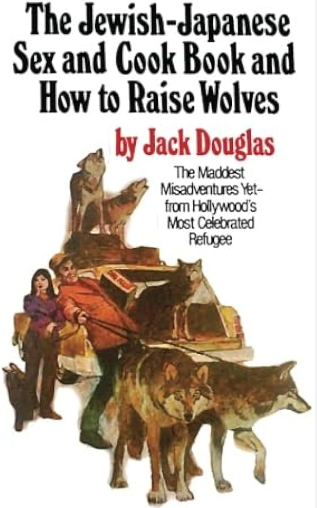 The Jewish-Japanese
Sex and Cook Book and
How to Raise Wolves
by Jack Douglas
The Maddest
Misadventures Yet–
from Hollywood's
Most Celebrated
Refugee